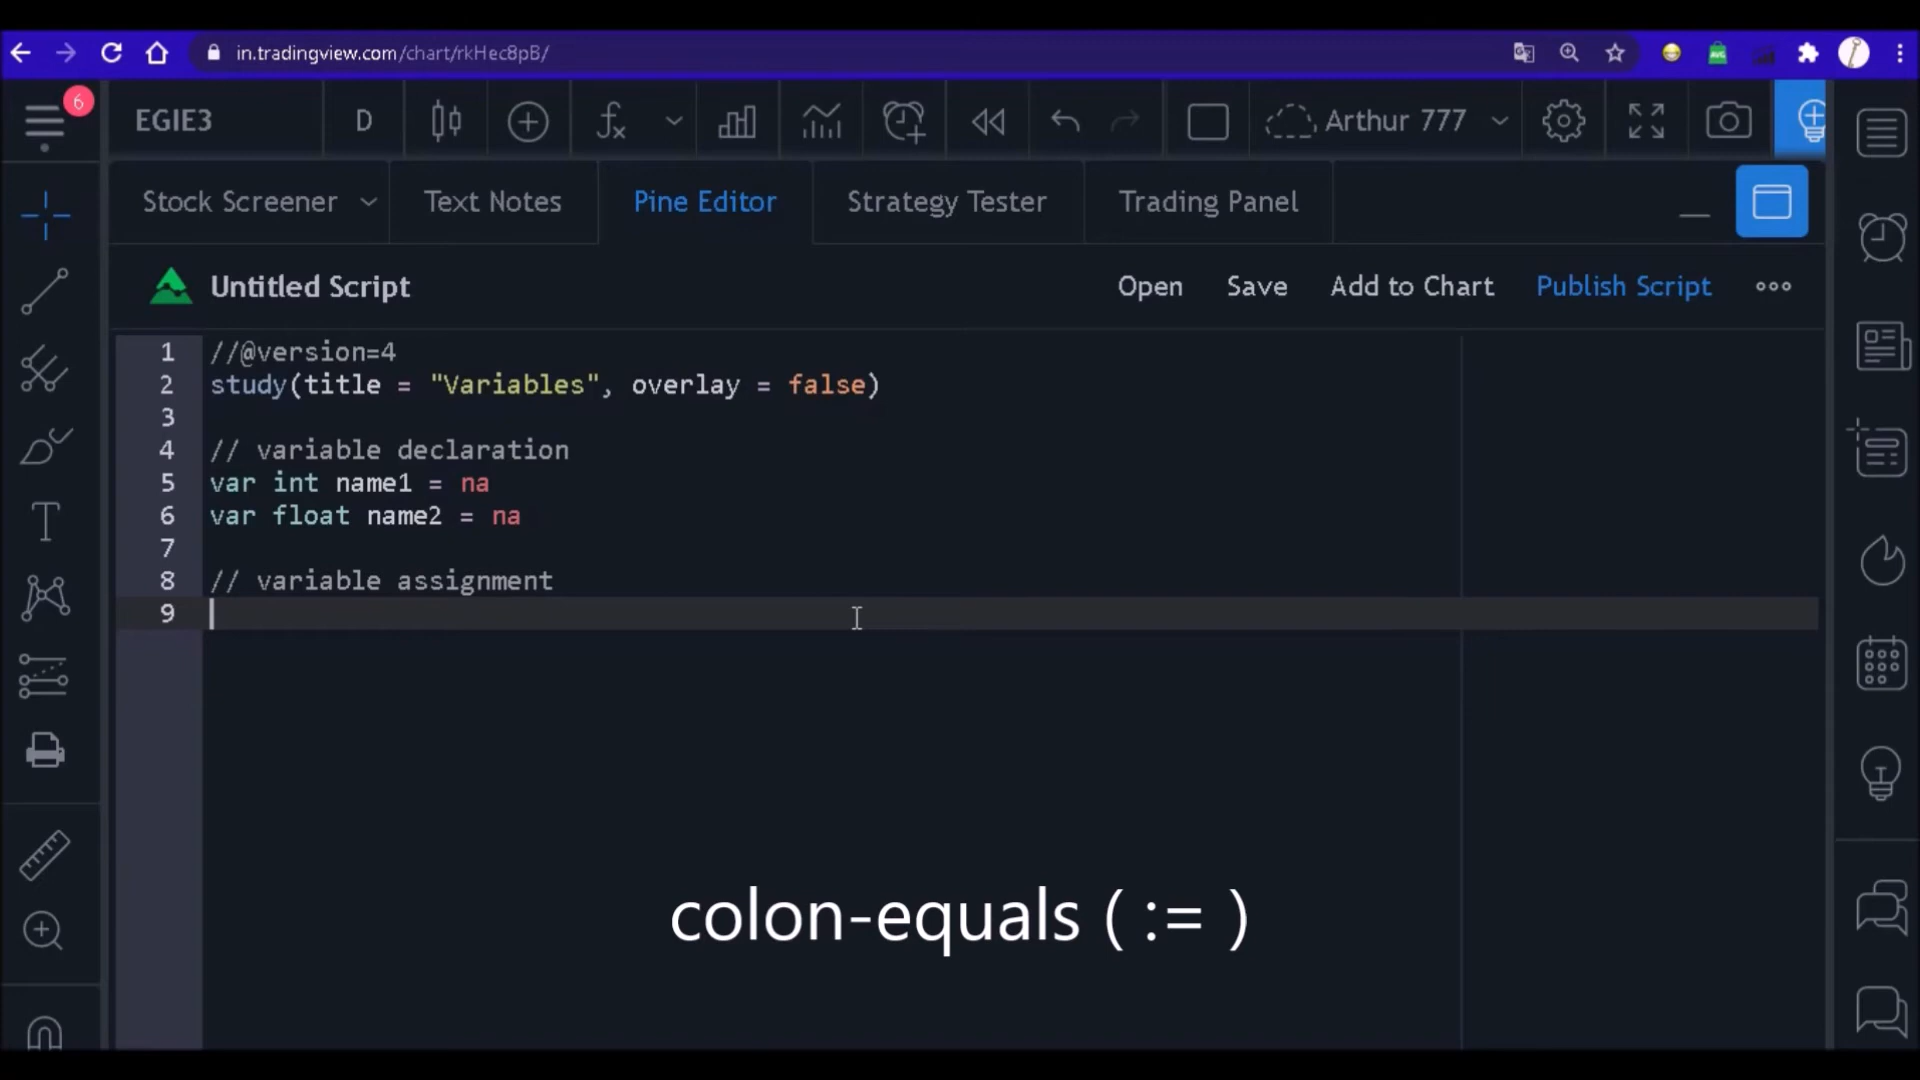 in.tradingview.com/chart/rkHec8pB/
6
EGIE3
D
fx
Arthur 777
Stock Screener
Text Notes
Pine Editor
Strategy Tester
Trading Panel
Untitled Script
Open
Save
Add to Chart
Publish Script
1 //@version=4
2 study(title = "Variables", overlay = false)
3
4 // variable declaration
5 var int name1 = na
6 var float name2 = na
7
8 // variable assignment
9
colon-equals ( := )